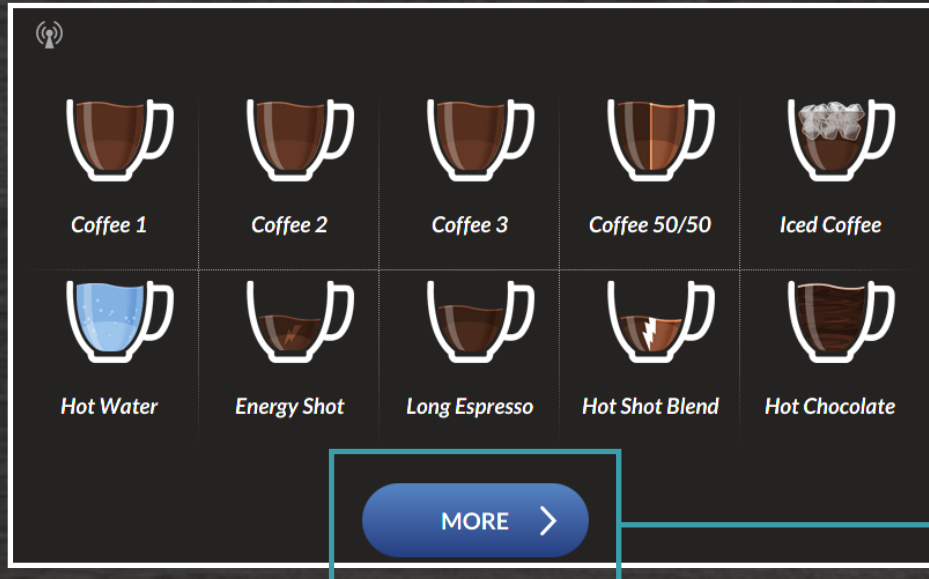 Coffee 1
Coffee 2
Coffee 3
Coffee 50/50
Iced Coffee
Hot Water
Energy Shot
Long Espresso
Hot Shot Blend
Hot Chocolate
MORE